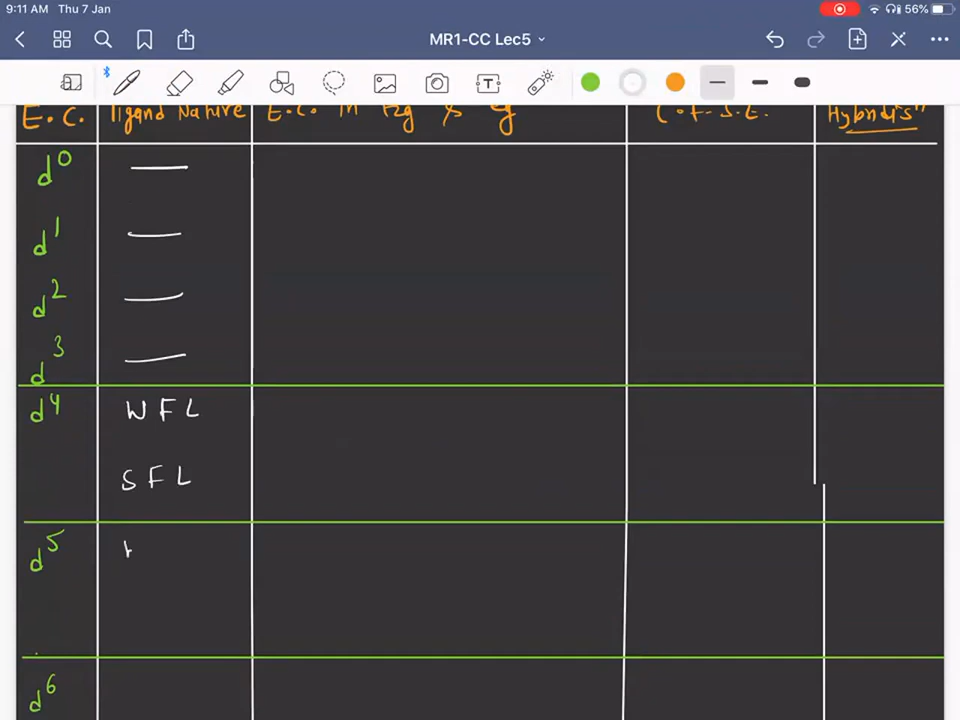 9:11 AM Thu 7 Jan 56%
MR1-CC Lec5
E.C. ligand Nature E.C. in t2g & eg C.F.S.E. Hybridisⁿ
d⁰ —
d¹ —
d² —
d³ —
d⁴ WFL
SFL
d⁵
d⁶